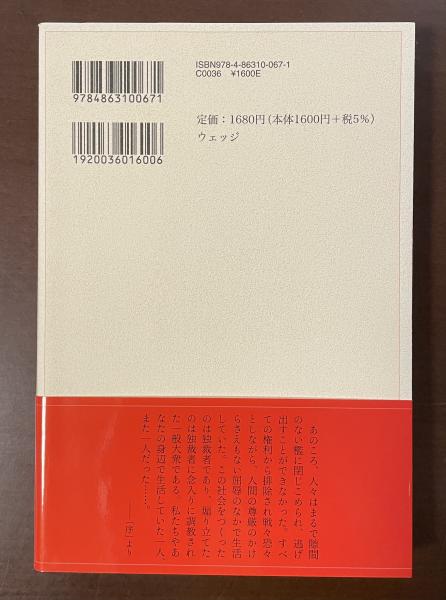 ISBN978-4-86310-067-1
C0036 ¥1600E
9784863100671
定価：1680円（本体1600円＋税5％）
1920036016006
ウェッジ
あのころ、人々はまるで隙間
のない檻に閉じこめられ、逃げ
出すことができなかった。すべ
ての権利から排除され戦々恐々
としながら、人間の尊厳のかけ
らさえもない屈辱のなかで生活
していた。この社会をつくった
のは独裁者であり、煽り立てた
のは独裁者に念入りに調教され
た一般大衆である。私たちやあ
なたの身辺で生活していた一人、
また一人だった……。
──「序」より